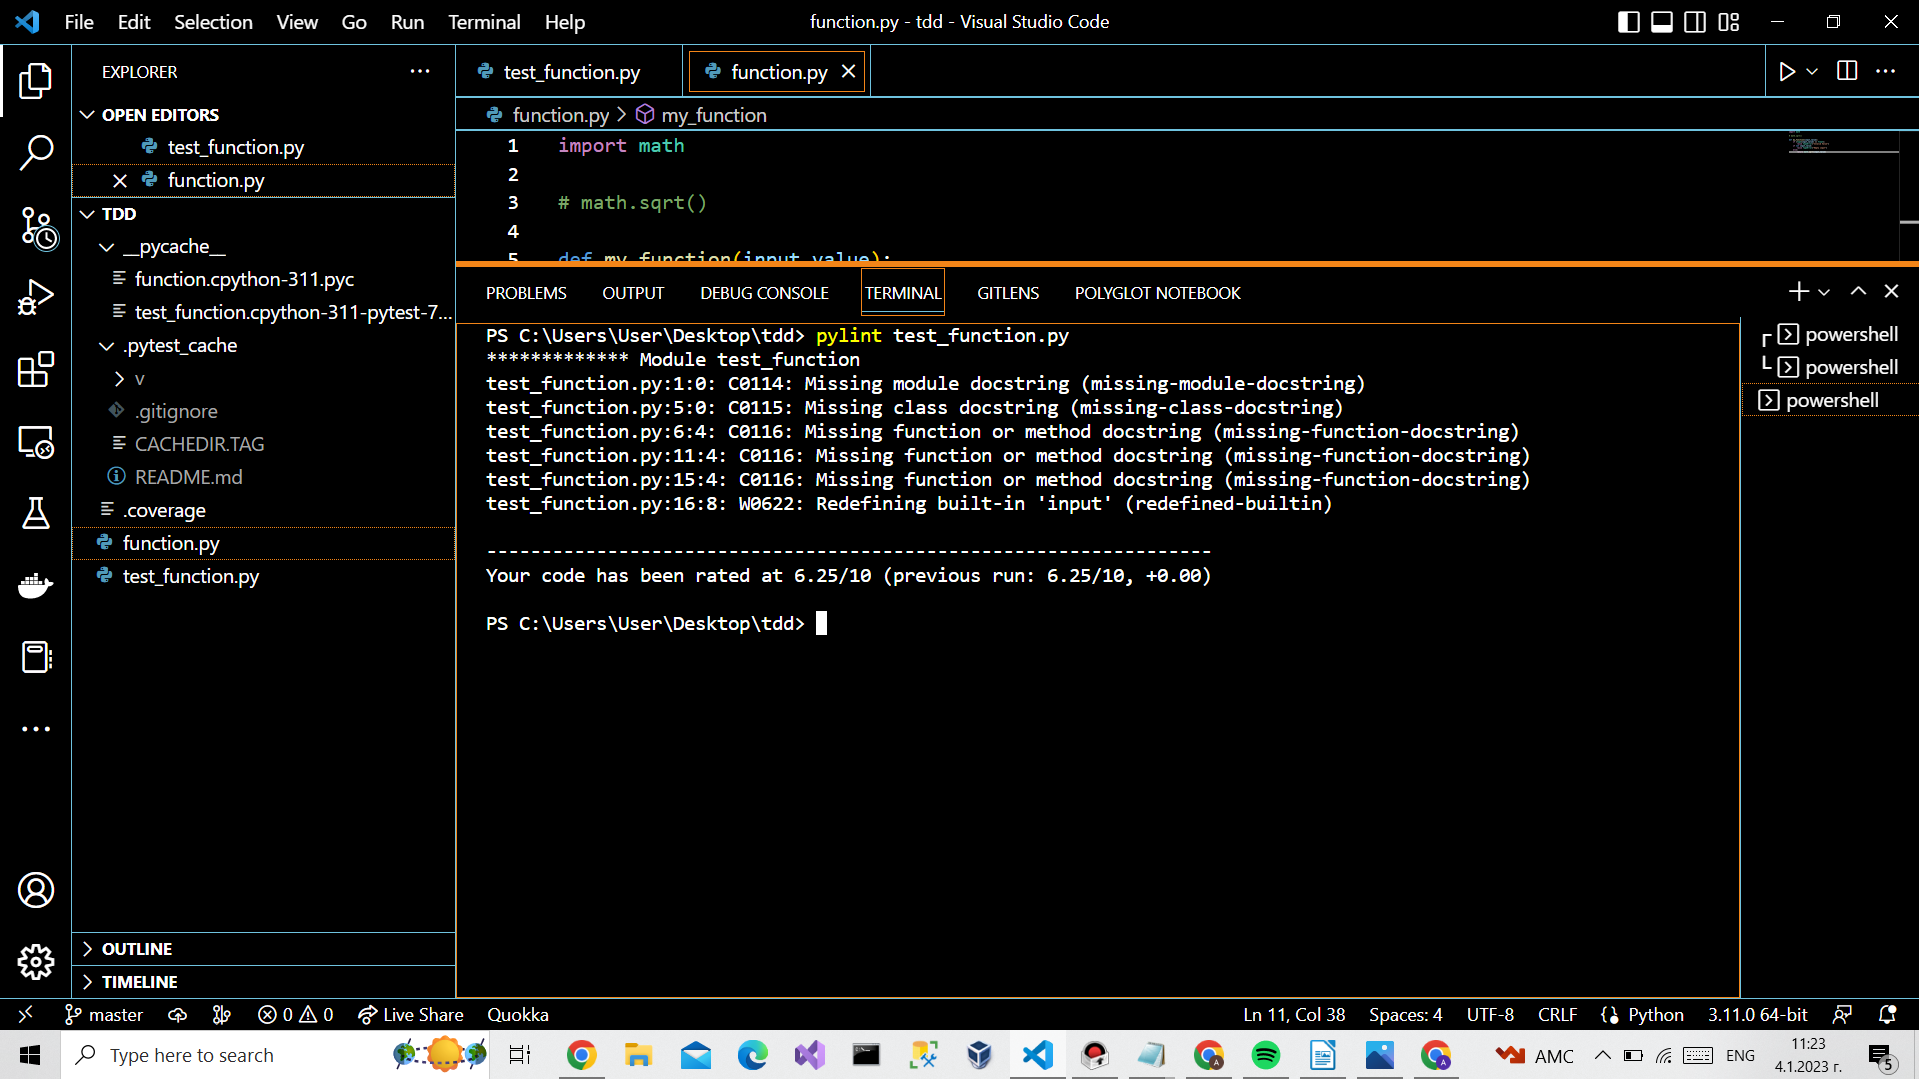 File Edit Selection View Go Run Terminal Help
function.py - tdd - Visual Studio Code
EXPLORER
OPEN EDITORS
test_function.py
function.py
TDD
__pycache__
function.cpython-311.pyc
test_function.cpython-311-pytest-7...
.pytest_cache
v
.gitignore
CACHEDIR.TAG
README.md
.coverage
function.py
test_function.py
OUTLINE
TIMELINE
test_function.py
function.py
function.py > my_function
1 import math
2
3 # math.sqrt()
4
5 def my_function(input_value):
PROBLEMS OUTPUT DEBUG CONSOLE TERMINAL GITLENS POLYGLOT NOTEBOOK
PS C:\Users\User\Desktop\tdd> pylint test_function.py
************* Module test_function
test_function.py:1:0: C0114: Missing module docstring (missing-module-docstring)
test_function.py:5:0: C0115: Missing class docstring (missing-class-docstring)
test_function.py:6:4: C0116: Missing function or method docstring (missing-function-docstring)
test_function.py:11:4: C0116: Missing function or method docstring (missing-function-docstring)
test_function.py:15:4: C0116: Missing function or method docstring (missing-function-docstring)
test_function.py:16:8: W0622: Redefining built-in 'input' (redefined-builtin)
------------------------------------------------------------------
Your code has been rated at 6.25/10 (previous run: 6.25/10, +0.00)
PS C:\Users\User\Desktop\tdd>
powershell
powershell
powershell
master 0 0 Live Share Quokka
Ln 11, Col 38 Spaces: 4 UTF-8 CRLF Python 3.11.0 64-bit
Type here to search
AMC
ENG
11:23
4.1.2023 г.
5